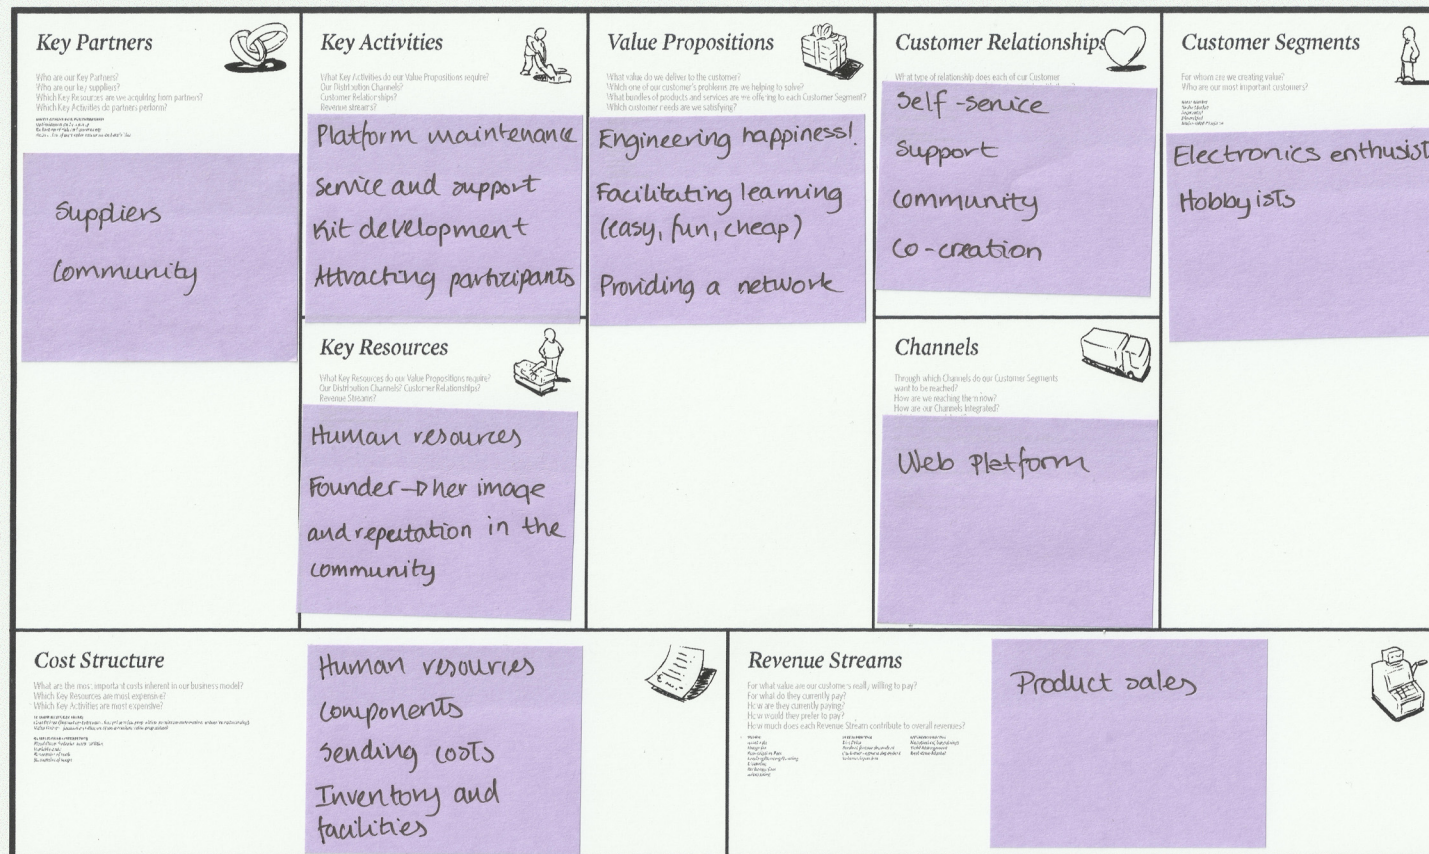 Key Partners
Who are our Key Partners?
Who are our key suppliers?
Which Key Resources are we acquiring from partners?
Which Key Activities do partners perform?
Suppliers
Community
Key Activities
What Key Activities do our Value Propositions require?
Our Distribution Channels?
Customer Relationships?
Revenue streams?
Platform maintenance
Service and support
Kit development
Attracting participants
Key Resources
What Key Resources do our Value Propositions require?
Our Distribution Channels? Customer Relationships?
Revenue Streams?
Human resources
Founder → her image
and reputation in the
community
Value Propositions
What value do we deliver to the customer?
Which one of our customer's problems are we helping to solve?
What bundles of products and services are we offering to each Customer Segment?
Which customer needs are we satisfying?
Engineering happiness!
Facilitating learning
(easy, fun, cheap)
Providing a network
Customer Relationships
What type of relationship does each of our Customer
Self-service
Support
Community
Co-creation
Channels
Through which Channels do our Customer Segments
want to be reached?
How are we reaching them now?
How are our Channels Integrated?
Web Platform
Customer Segments
For whom are we creating value?
Who are our most important customers?
Electronics enthusist
Hobbyists
Cost Structure
What are the most important costs inherent in our business model?
Which Key Resources are most expensive?
Which Key Activities are most expensive?
Human resources
Components
Sending costs
Inventory and
facilities
Revenue Streams
For what value are our customers really willing to pay?
For what do they currently pay?
How are they currently paying?
How would they prefer to pay?
How much does each Revenue Stream contribute to overall revenues?
Product sales